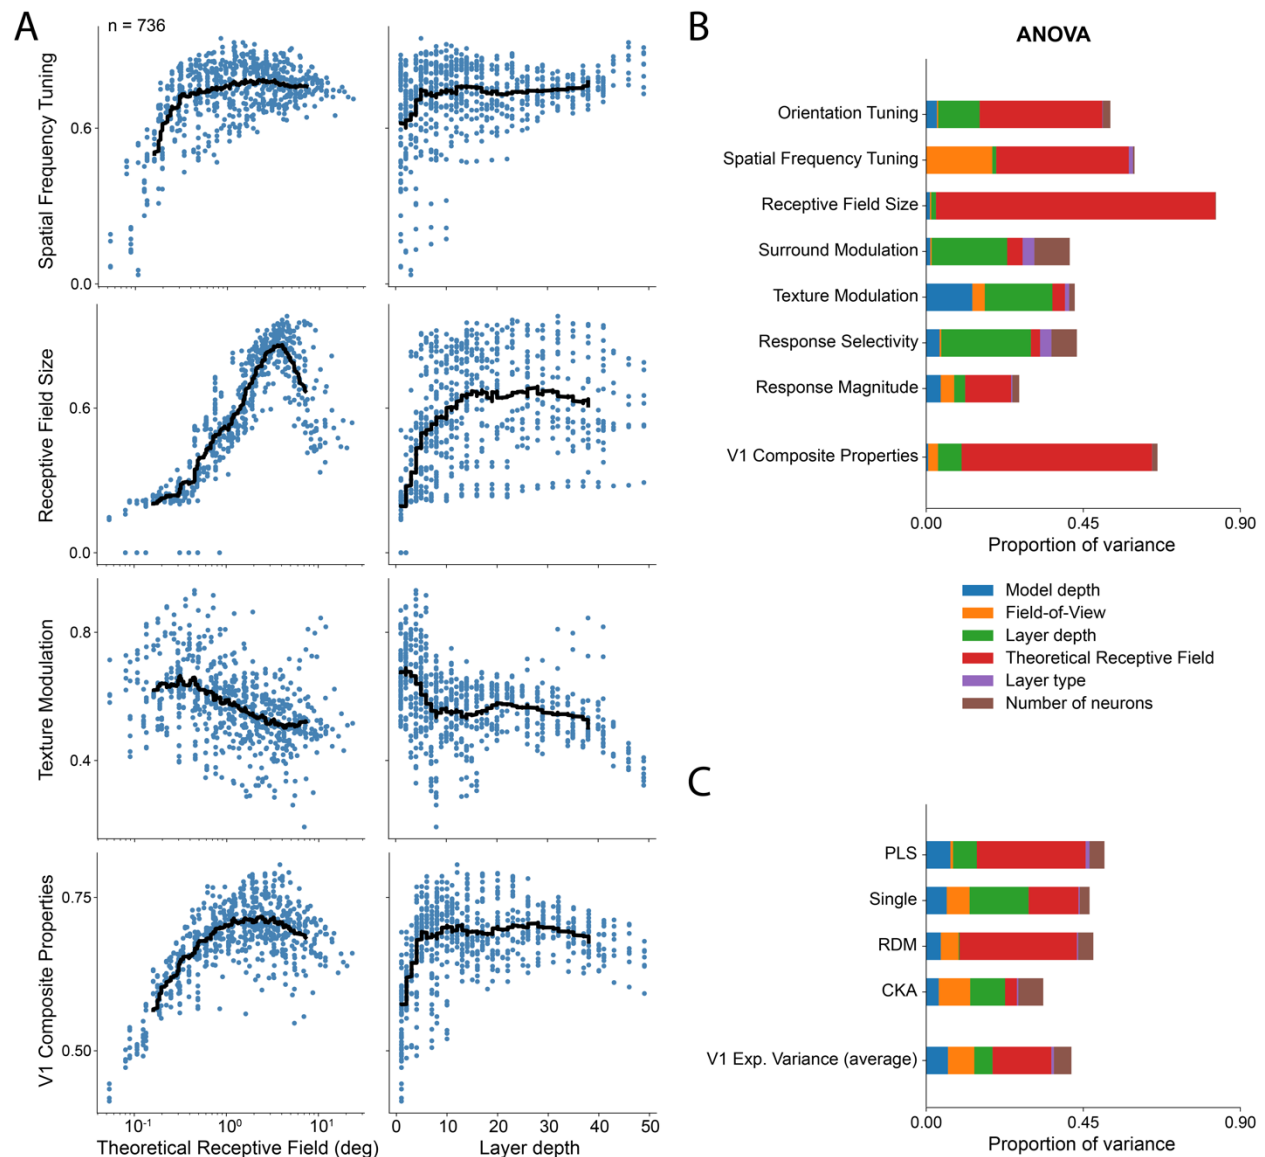 A
n = 736
Spatial Frequency Tuning
0.6
0.0
Receptive Field Size
0.6
0.0
Texture Modulation
0.8
0.4
V1 Composite Properties
0.75
0.50
10⁻¹ 10⁰ 10¹
Theoretical Receptive Field (deg)
0 10 20 30 40 50
Layer depth
B
ANOVA
Orientation Tuning
Spatial Frequency Tuning
Receptive Field Size
Surround Modulation
Texture Modulation
Response Selectivity
Response Magnitude
V1 Composite Properties
0.00 0.45 0.90
Proportion of variance
Model depth
Field-of-View
Layer depth
Theoretical Receptive Field
Layer type
Number of neurons
C
PLS
Single
RDM
CKA
V1 Exp. Variance (average)
0.00 0.45 0.90
Proportion of variance